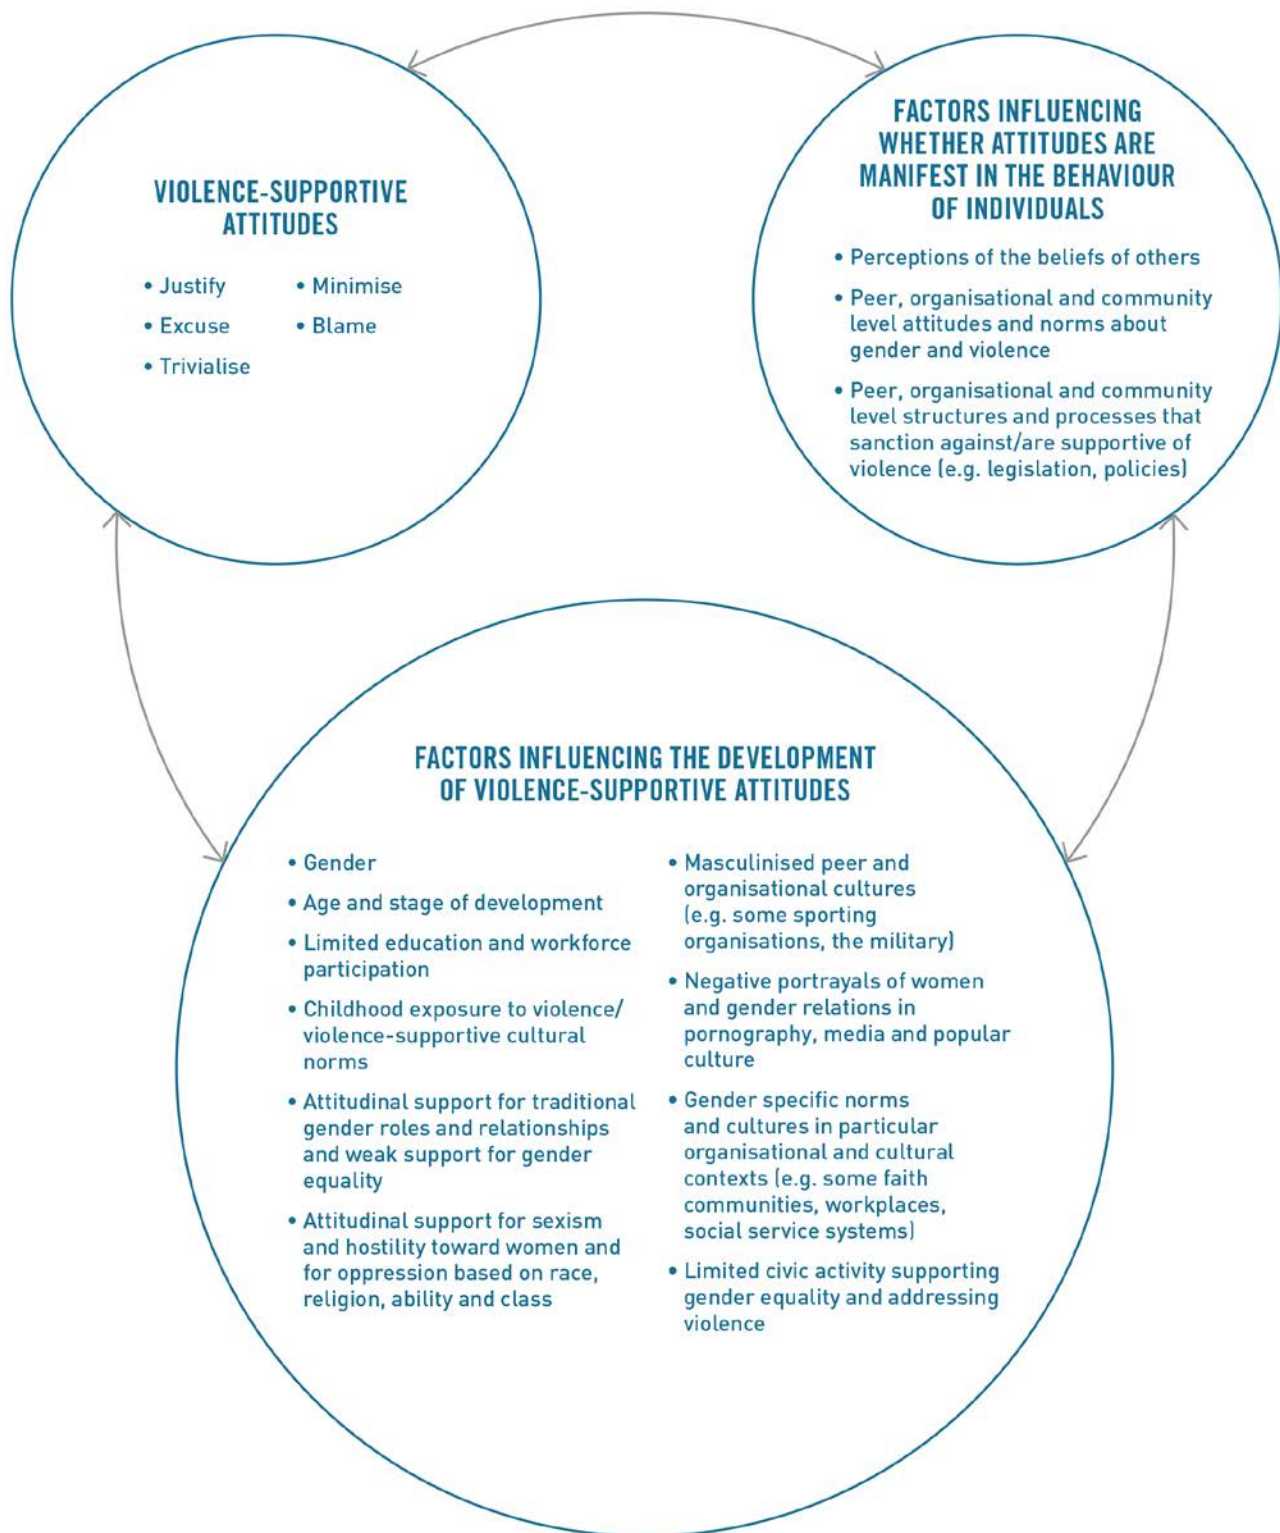 VIOLENCE-SUPPORTIVE
ATTITUDES
• Justify
• Excuse
• Trivialise
• Minimise
• Blame
FACTORS INFLUENCING
WHETHER ATTITUDES ARE
MANIFEST IN THE BEHAVIOUR
OF INDIVIDUALS
• Perceptions of the beliefs of others
• Peer, organisational and community
level attitudes and norms about
gender and violence
• Peer, organisational and community
level structures and processes that
sanction against/are supportive of
violence (e.g. legislation, policies)
FACTORS INFLUENCING THE DEVELOPMENT
OF VIOLENCE-SUPPORTIVE ATTITUDES
• Gender
• Age and stage of development
• Limited education and workforce
participation
• Childhood exposure to violence/
violence-supportive cultural
norms
• Attitudinal support for traditional
gender roles and relationships
and weak support for gender
equality
• Attitudinal support for sexism
and hostility toward women and
for oppression based on race,
religion, ability and class
• Masculinised peer and
organisational cultures
(e.g. some sporting
organisations, the military)
• Negative portrayals of women
and gender relations in
pornography, media and popular
culture
• Gender specific norms
and cultures in particular
organisational and cultural
contexts (e.g. some faith
communities, workplaces,
social service systems)
• Limited civic activity supporting
gender equality and addressing
violence